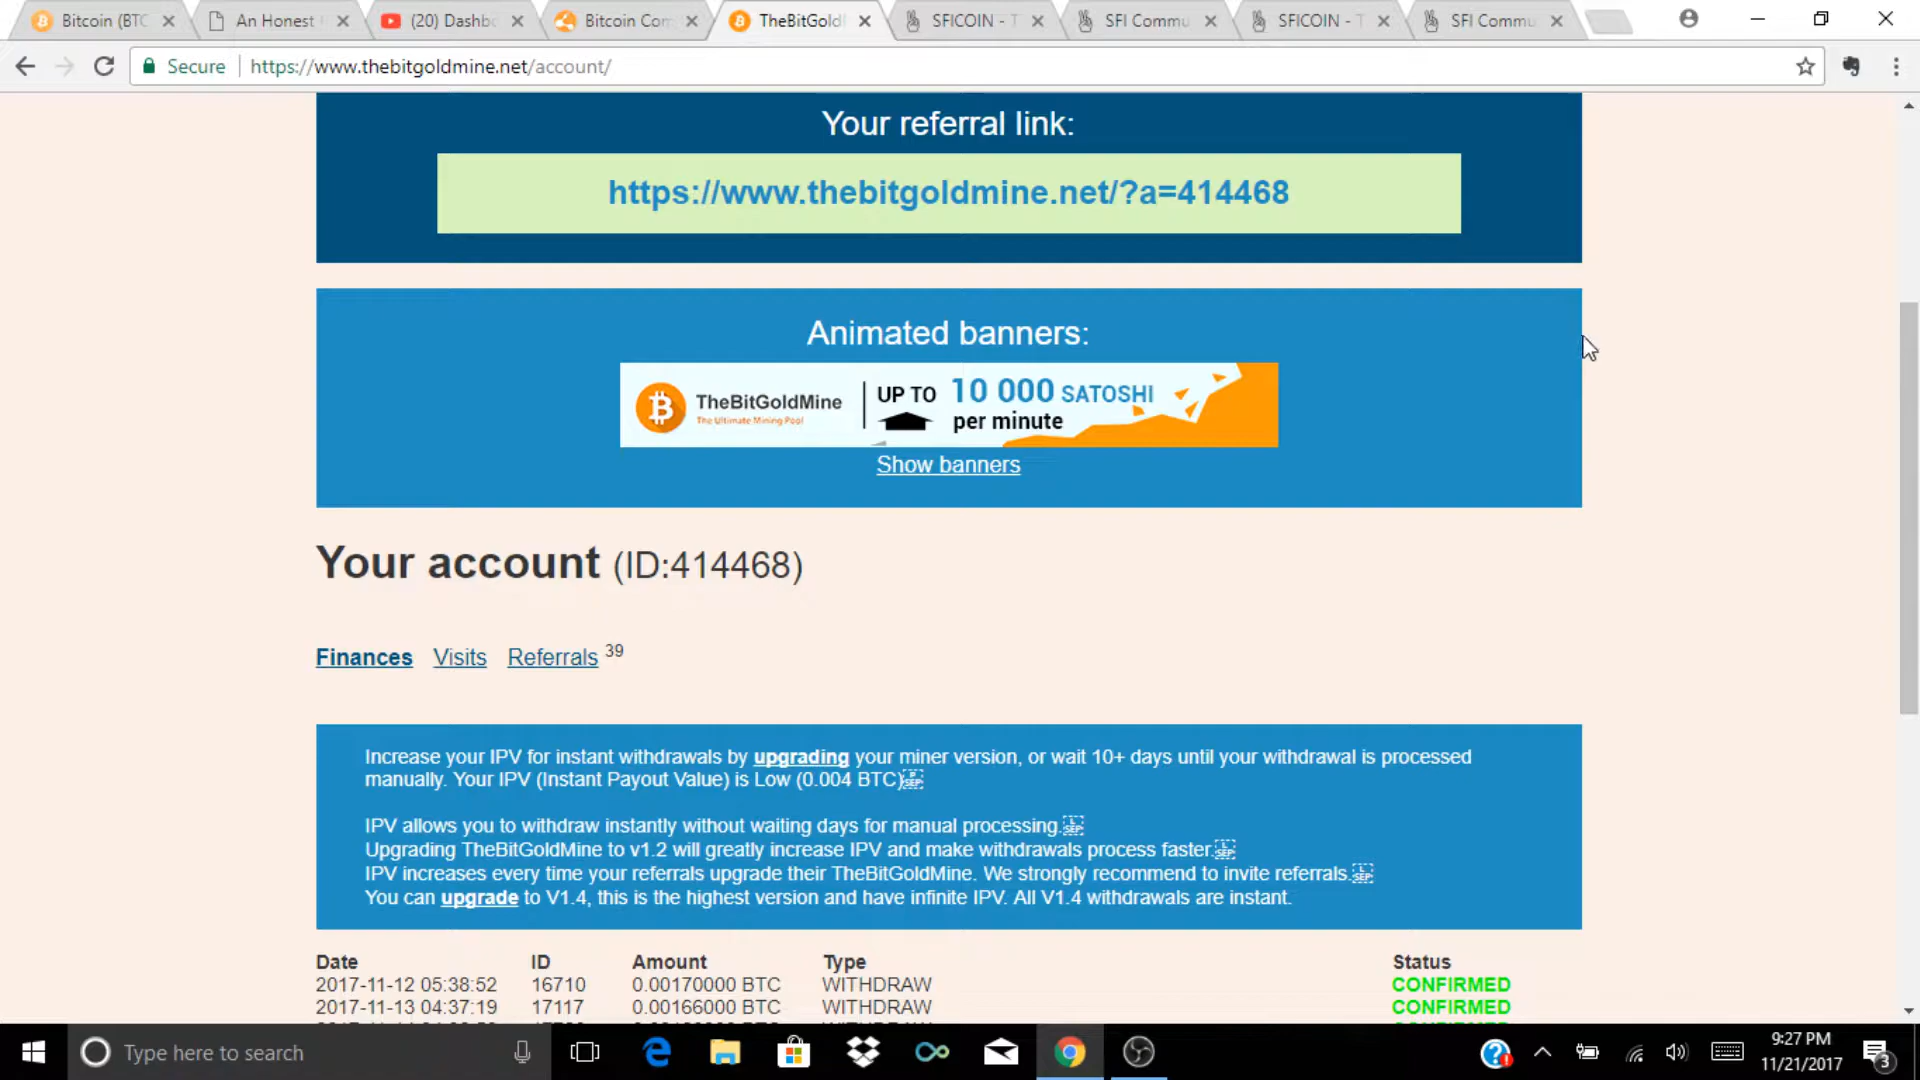 Bitcoin (BTC
An Honest
(20) Dashbo
Bitcoin Com
TheBitGoldM
SFICOIN - T
SFI Commu
SFICOIN - T
SFI Commu
Secure
https://www.thebitgoldmine.net/account/
Your referral link:
https://www.thebitgoldmine.net/?a=414468
Animated banners:
TheBitGoldMine
The Ultimate Mining Pool
UP TO 10 000 SATOSHI
per minute
Show banners
Your account (ID:414468)
Finances Visits Referrals 39
Increase your IPV for instant withdrawals by upgrading your miner version, or wait 10+ days until your withdrawal is processed
manually. Your IPV (Instant Payout Value) is Low (0.004 BTC)
IPV allows you to withdraw instantly without waiting days for manual processing.
Upgrading TheBitGoldMine to v1.2 will greatly increase IPV and make withdrawals process faster.
IPV increases every time your referrals upgrade their TheBitGoldMine. We strongly recommend to invite referrals.
You can upgrade to V1.4, this is the highest version and have infinite IPV. All V1.4 withdrawals are instant.
Date ID Amount Type Status
2017-11-12 05:38:52 16710 0.00170000 BTC WITHDRAW CONFIRMED
2017-11-13 04:37:19 17117 0.00166000 BTC WITHDRAW CONFIRMED
Type here to search
9:27 PM
11/21/2017
3